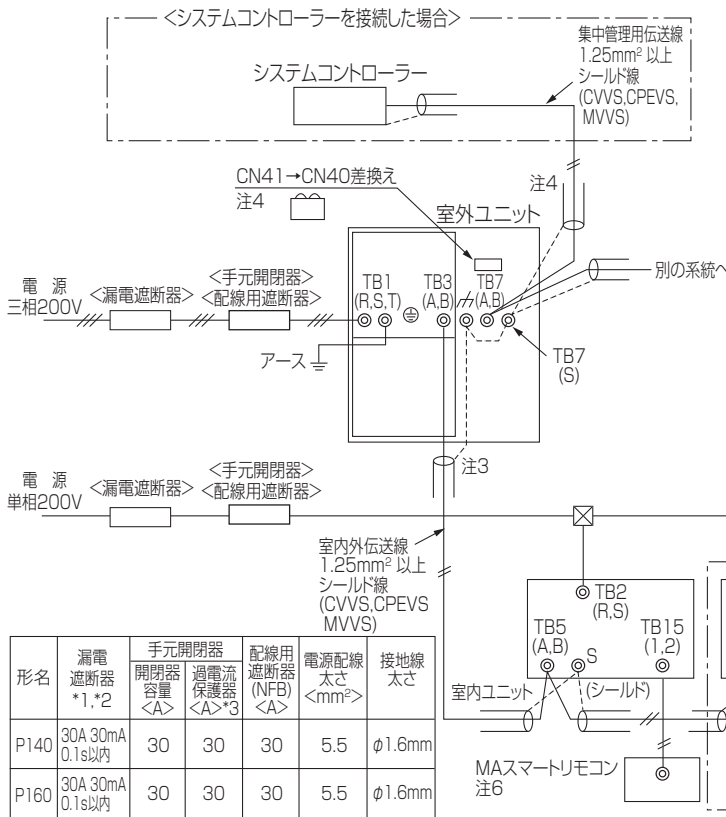 <システムコントローラーを接続した場合>
システムコントローラー
集中管理用伝送線
1.25mm² 以上
シールド線
(CVVS,CPEVS,
MVVS)
CN41→CN40差換え
注4
注4
室外ユニット
電 源
三相200V
<漏電遮断器>
<手元開閉器>
<配線用遮断器>
TB1
(R,S,T)
TB3
(A,B)
TB7
(A,B)
別の系統へ
アース
TB7
(S)
注3
電 源
単相200V
<漏電遮断器>
<手元開閉器>
<配線用遮断器>
室内外伝送線
1.25mm² 以上
シールド線
(CVVS,CPEVS
MVVS)
TB2
(R,S)
TB5
(A,B)
S
TB15
(1,2)
室内ユニット
(シールド)
MAスマートリモコン
注6
形名
漏電
遮断器
*1,*2
手元開閉器
開閉器
容量
<A>
過電流
保護器
<A>*3
配線用
遮断器
(NFB)
<A>
電源配線
太さ
<mm²>
接地線
太さ
P140 30A 30mA 0.1s以内 30 30 30 5.5 φ1.6mm
P160 30A 30mA 0.1s以内 30 30 30 5.5 φ1.6mm